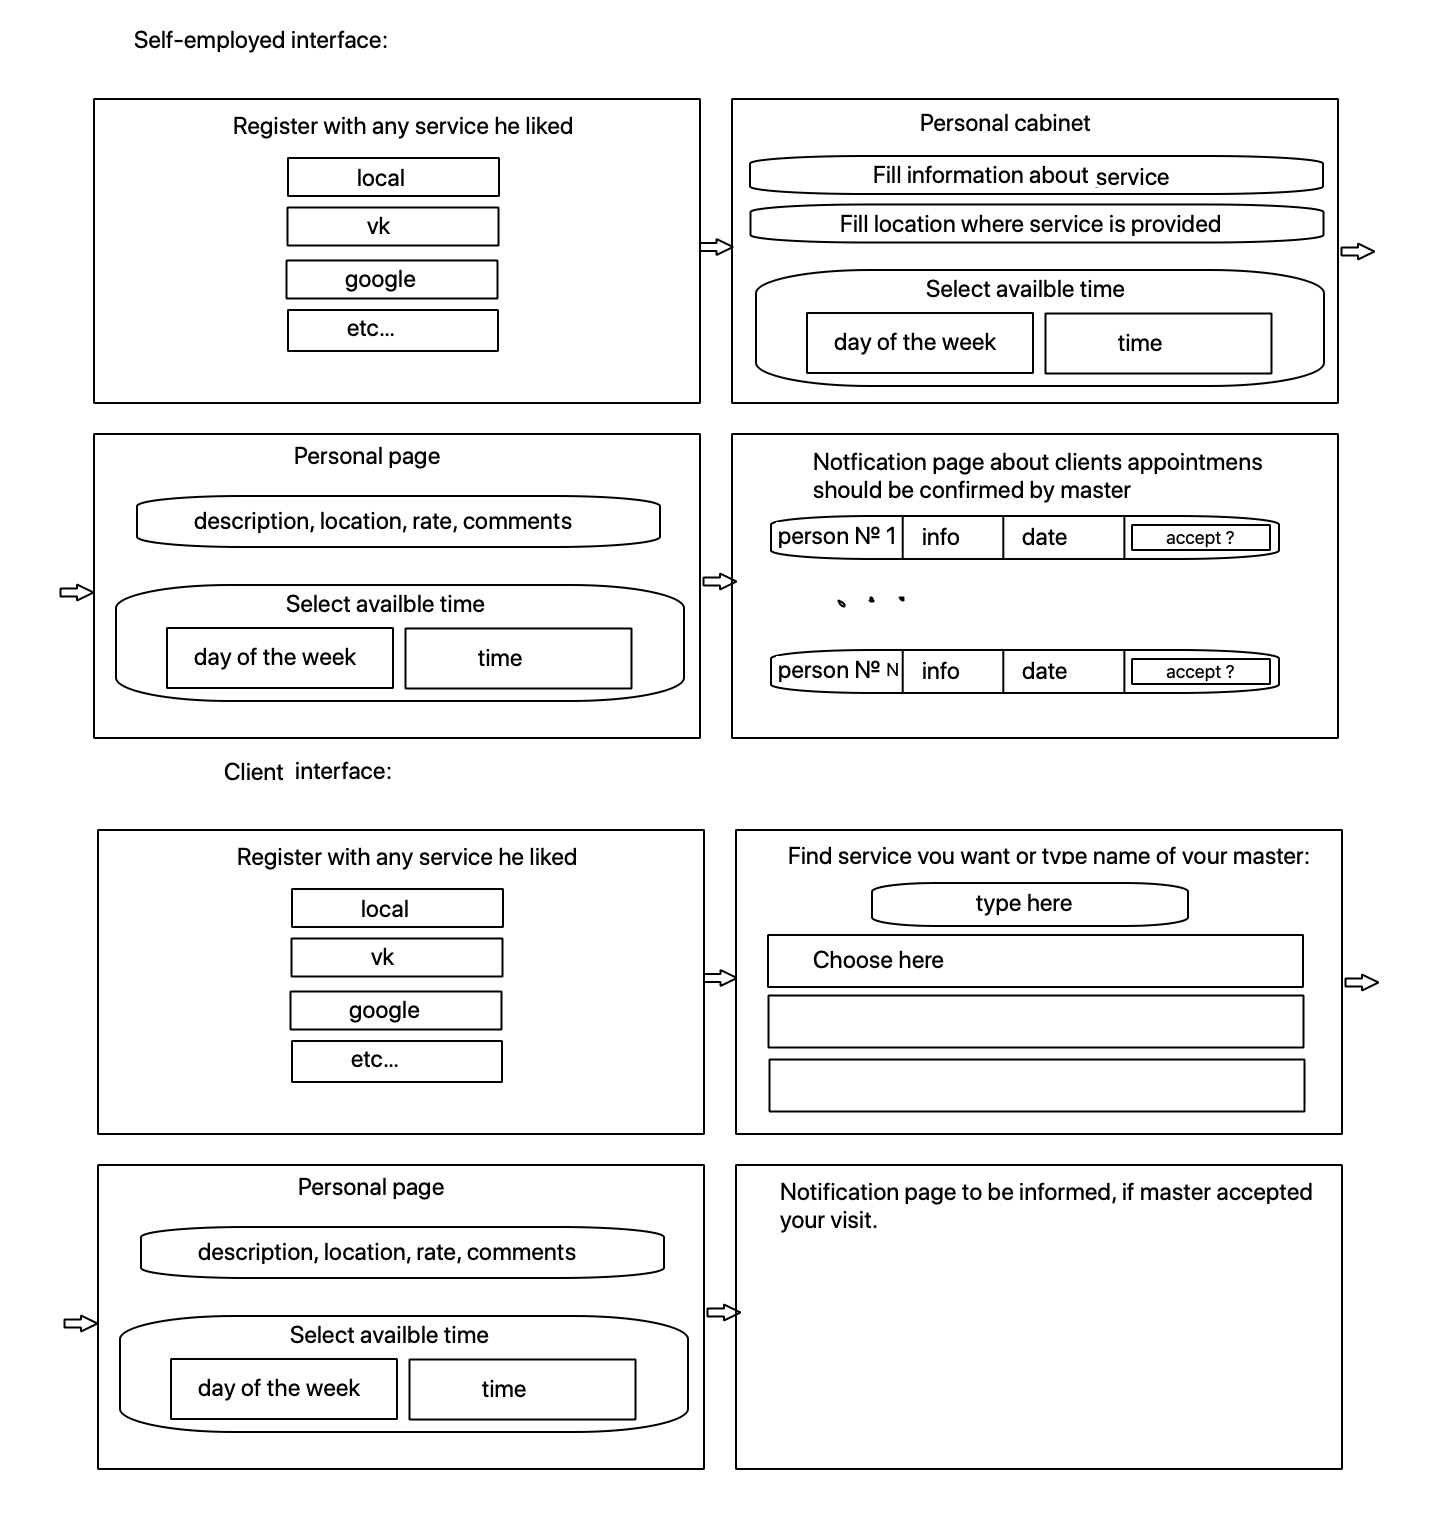 Self-employed interface:
Register with any service he liked
local
vk
google
etc...
Personal cabinet
Fill information about service
Fill location where service is provided
Select availble time
day of the week
time
Personal page
description, location, rate, comments
Select availble time
day of the week
time
Notfication page about clients appointmens
should be confirmed by master
person Nº 1
info
date
accept ?
person Nº N
info
date
accept ?
Client interface:
Register with any service he liked
local
vk
google
etc...
Find service you want or type name of your master:
type here
Choose here
Personal page
description, location, rate, comments
Select availble time
day of the week
time
Notification page to be informed, if master accepted
your visit.